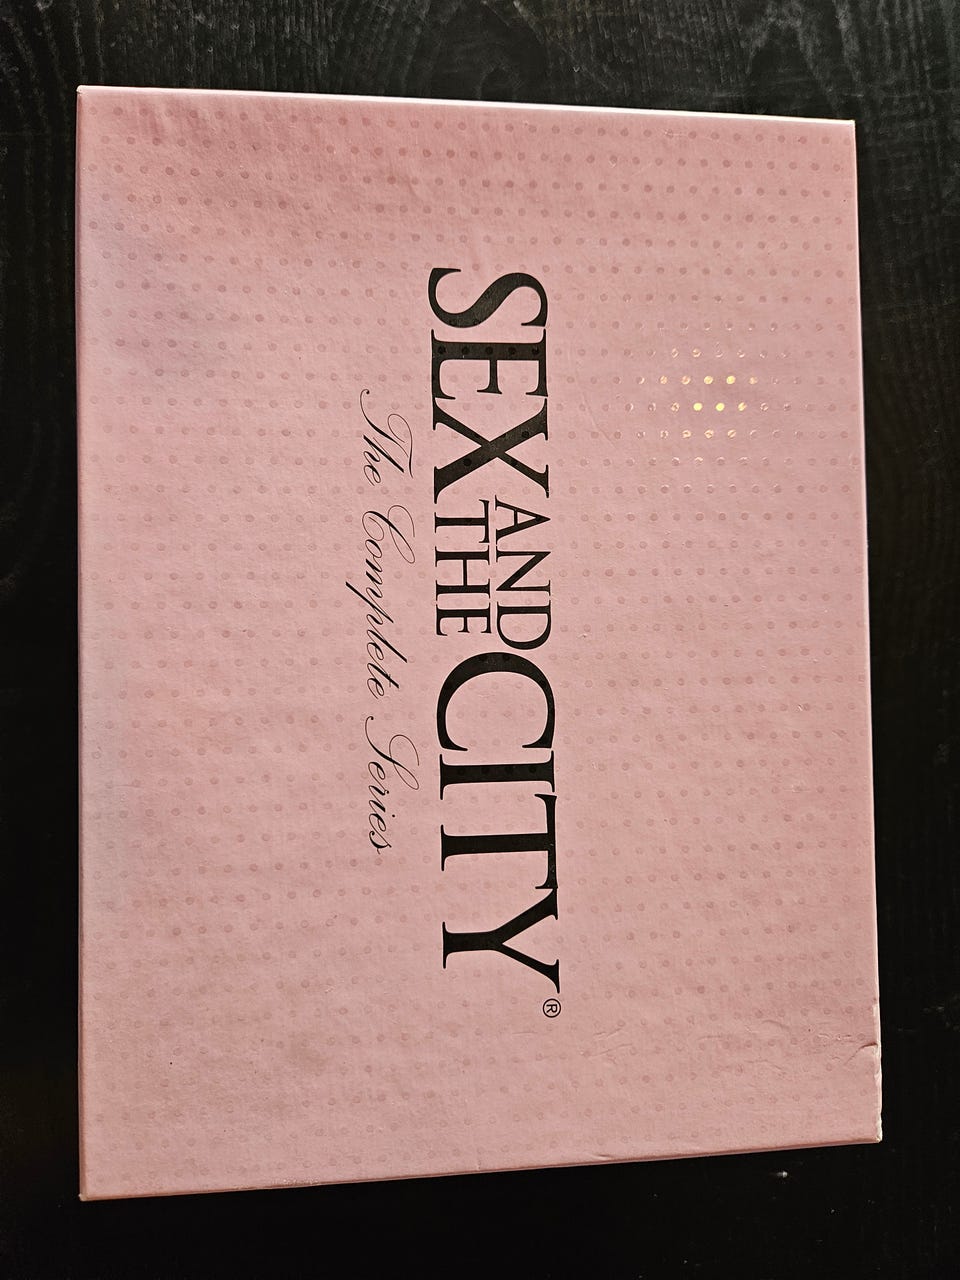 SEX AND THE CITY®
The Complete Series